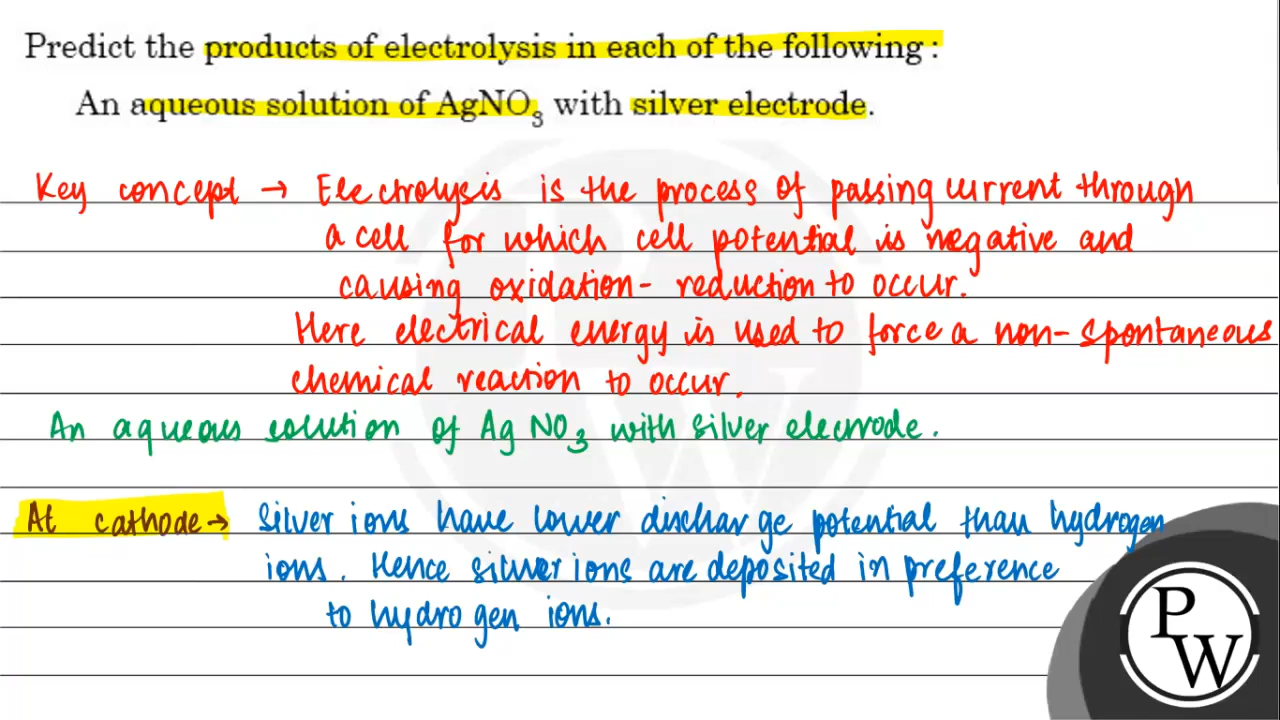 Predict the products of electrolysis in each of the following :
An aqueous solution of AgNO₃ with silver electrode.
Key concept → Electrolysis is the process of passing current through
a cell for which cell potential is negative and
causing oxidation- reduction to occur.
Here electrical energy is used to force a non-spontaneous
chemical reaction to occur.
An aqueous solution of AgNO₃ with silver electrode.
At cathode → Silver ions have lower discharge potential than hydrogen
ions. Hence silver ions are deposited in preference
to hydrogen ions.
PW